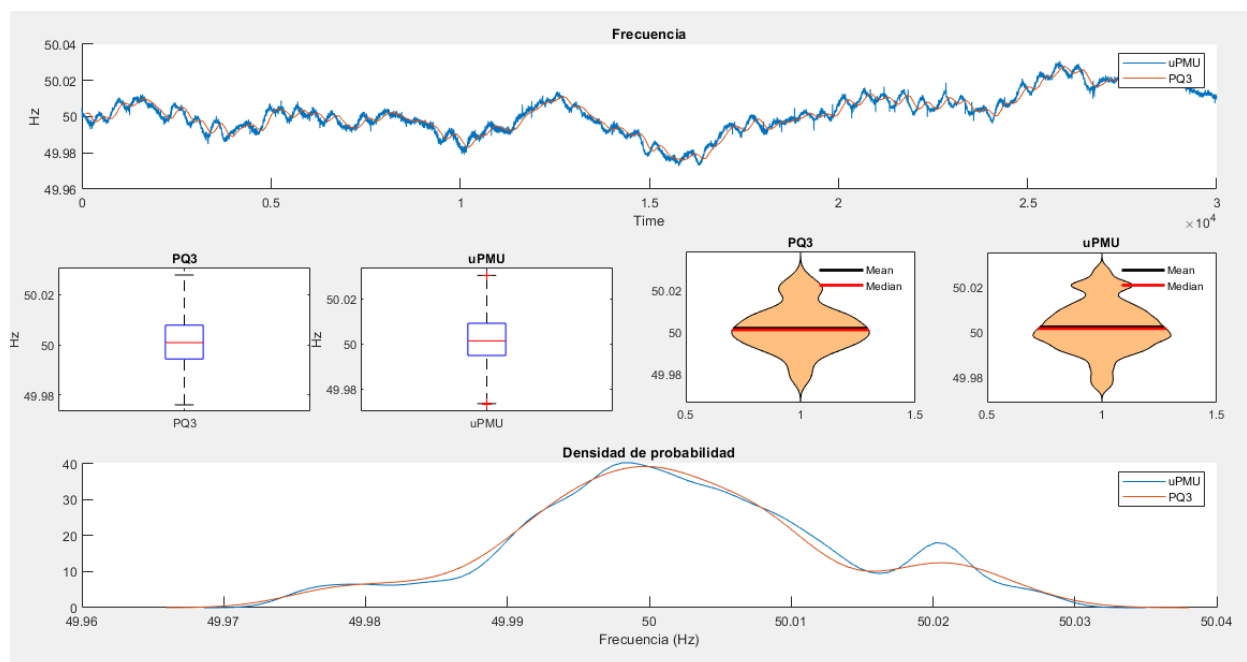 Frecuencia
50.04
50.02
50
49.98
49.96
Hz
uPMU
PQ3
0 0.5 1 1.5 2 2.5 3
Time
×10⁴
PQ3
50.02
50
49.98
Hz
PQ3
uPMU
50.02
50
49.98
Hz
uPMU
PQ3
50.02
50
49.98
Mean
Median
0.5 1 1.5
uPMU
50.02
50
49.98
Mean
Median
0.5 1 1.5
Densidad de probabilidad
40
30
20
10
0
uPMU
PQ3
49.96 49.97 49.98 49.99 50 50.01 50.02 50.03 50.04
Frecuencia (Hz)